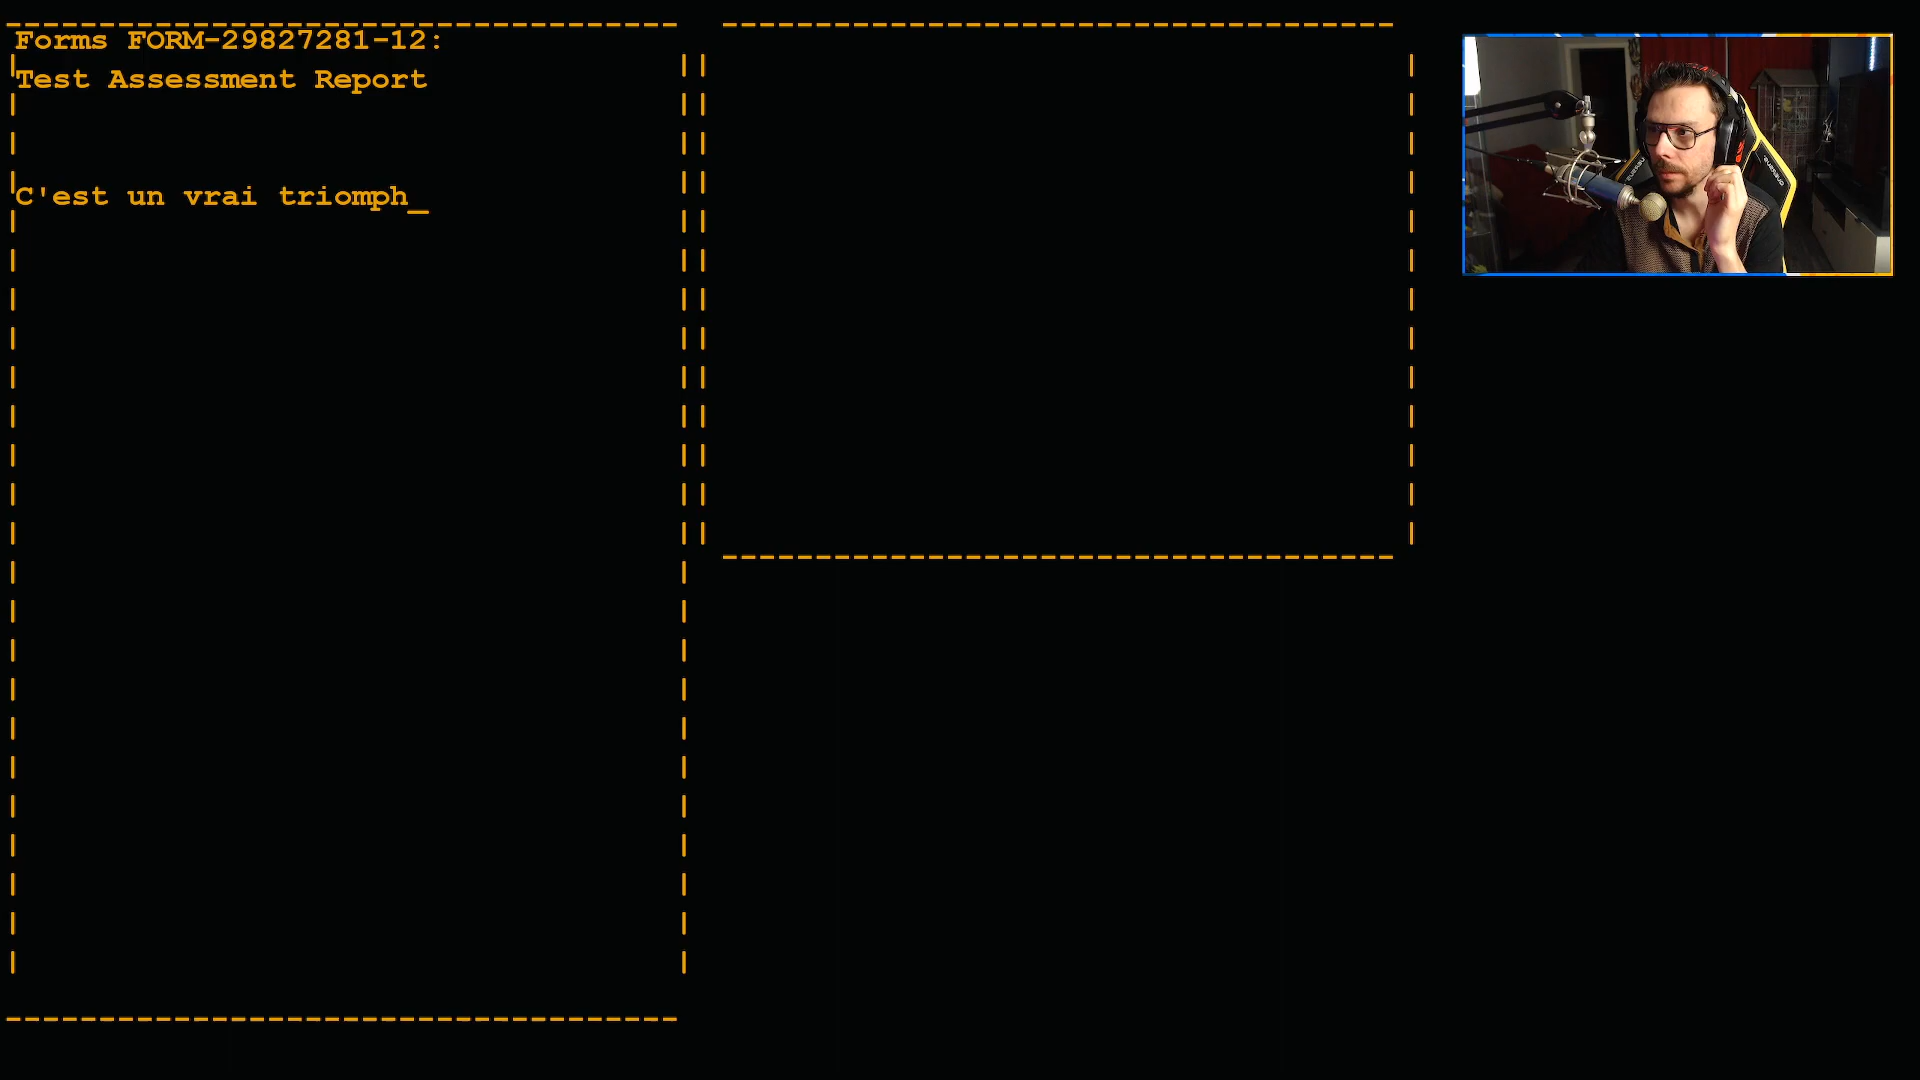 Forms FORM-29827281-12:
Test Assessment Report
C'est un vrai triomph_